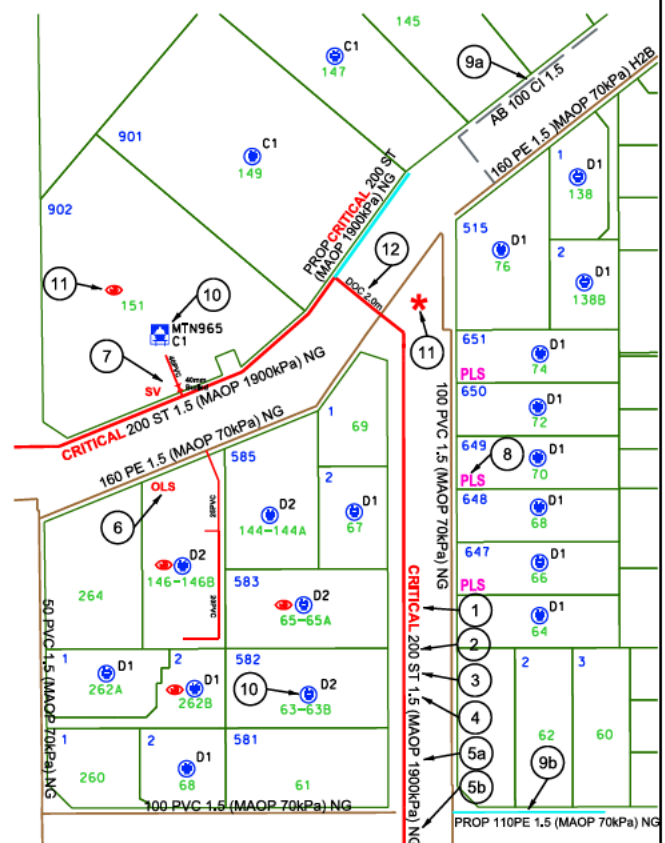 145
C1
147
9a
AB 100 CI 1.5
160 PE 1.5 )MAOP 70kPa) H2B
901
C1
149
PROP CRITICAL 200 ST
(MAOP 1900kPa) NG
1
D1
138
902
515
D1
76
2
D1
138B
12
DOC 2.0m
11
151
10
MTN965
C1
*
11
7
SV
40PVC
40mm
CRITICAL 200 ST 1.5 (MAOP 1900kPa) NG
651
D1
PLS
74
650
D1
72
160 PE 1.5 (MAOP 70kPa) NG
100 PVC 1.5 (MAOP 70kPa) NG
1
69
649
D1
8
PLS
70
585
2
D1
67
OLS
6
25PVC
D2
144-144A
648
D1
68
D2
146-146B
25PVC
264
583
D2
65-65A
647
D1
PLS
66
CRITICAL 200 ST 1.5 (MAOP 1900kPa) NG
1
D1
64
50 PVC 1.5 (MAOP 70kPa) NG
2
3
4
1
D1
262A
2
D1
262B
582
10
D2
63-63B
2
3
62
60
5a
1
260
2
D1
68
581
61
5b
9b
100 PVC 1.5 (MAOP 70kPa) NG
PROP 110PE 1.5 (MAOP 70kPa) NG